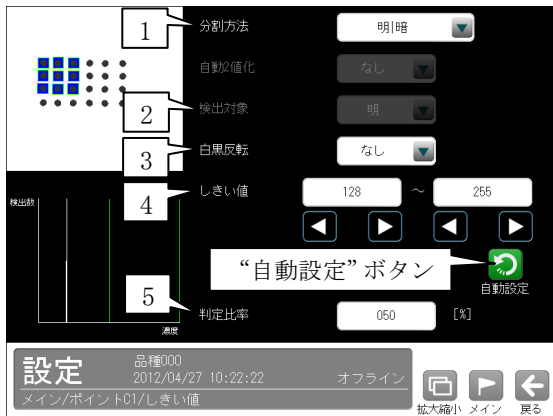 1
分割方法
明|暗
自動2値化
なし
2
検出対象
明
3
白黒反転
なし
4
しきい値
128 ～ 255
検出数
“自動設定”ボタン
自動設定
5
判定比率
050 [%]
濃度
設定
品種000
2012/04/27 10:22:22
オフライン
メイン/ポイントC1/しきい値
拡大縮小 メイン 戻る